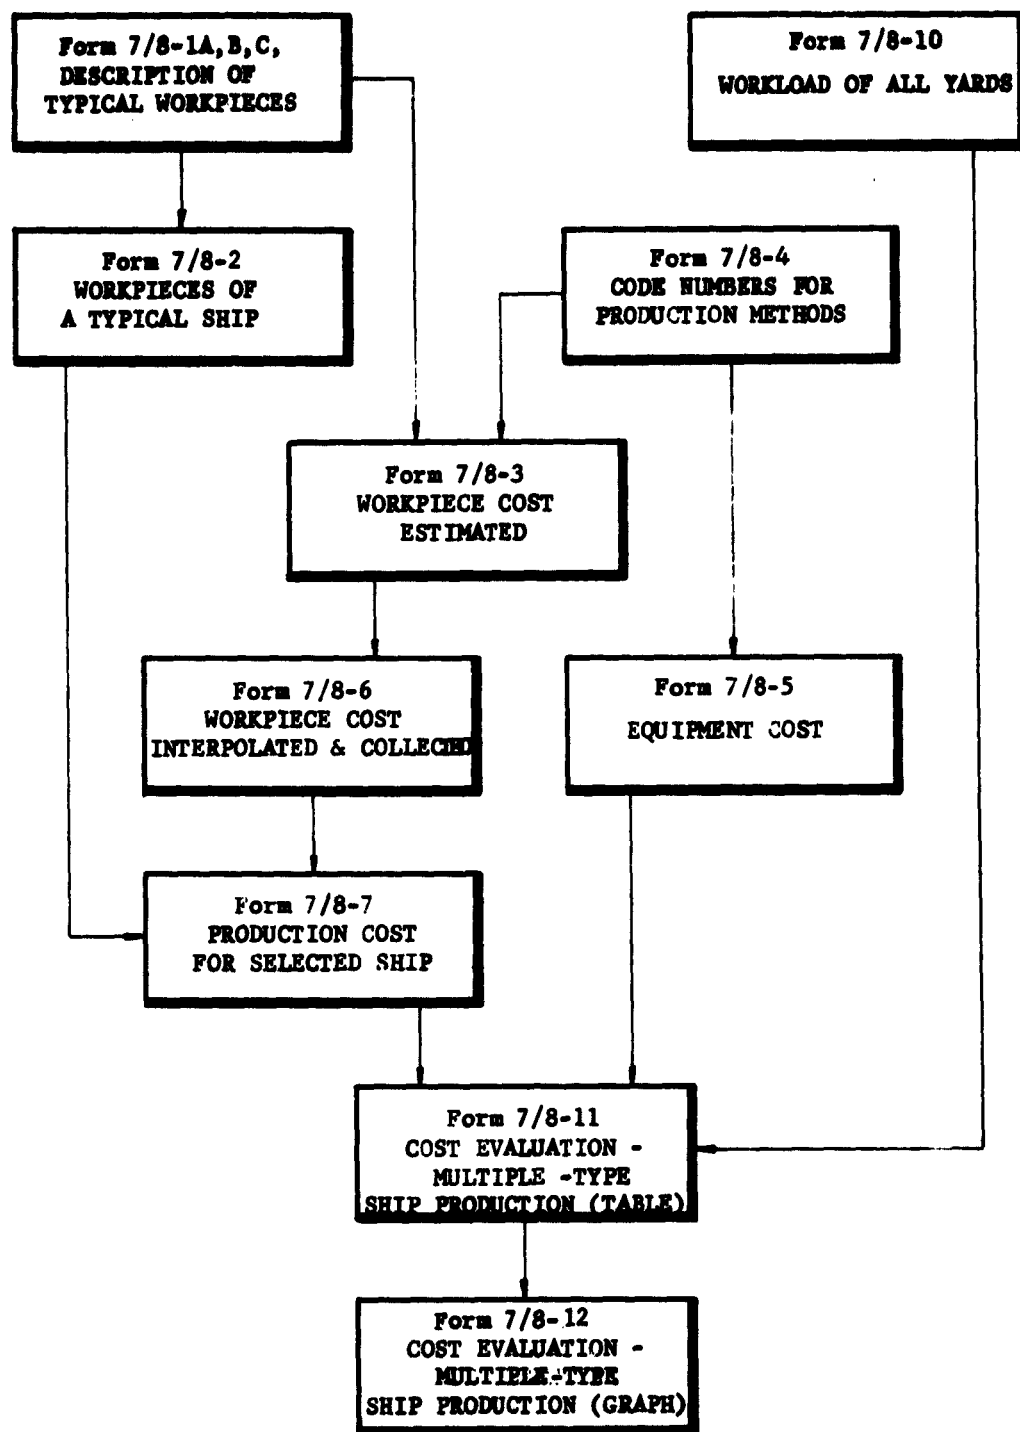 Form 7/8-1A,B,C,
DESCRIPTION OF
TYPICAL WORKPIECES
Form 7/8-10
WORKLOAD OF ALL YARDS
Form 7/8-2
WORKPIECES OF
A TYPICAL SHIP
Form 7/8-4
CODE NUMBERS FOR
PRODUCTION METHODS
Form 7/8-3
WORKPIECE COST
ESTIMATED
Form 7/8-6
WORKPIECE COST
INTERPOLATED & COLLECTED
Form 7/8-5
EQUIPMENT COST
Form 7/8-7
PRODUCTION COST
FOR SELECTED SHIP
Form 7/8-11
COST EVALUATION -
MULTIPLE -TYPE
SHIP PRODUCTION (TABLE)
Form 7/8-12
COST EVALUATION -
MULTIPLE-TYPE
SHIP PRODUCTION (GRAPH)